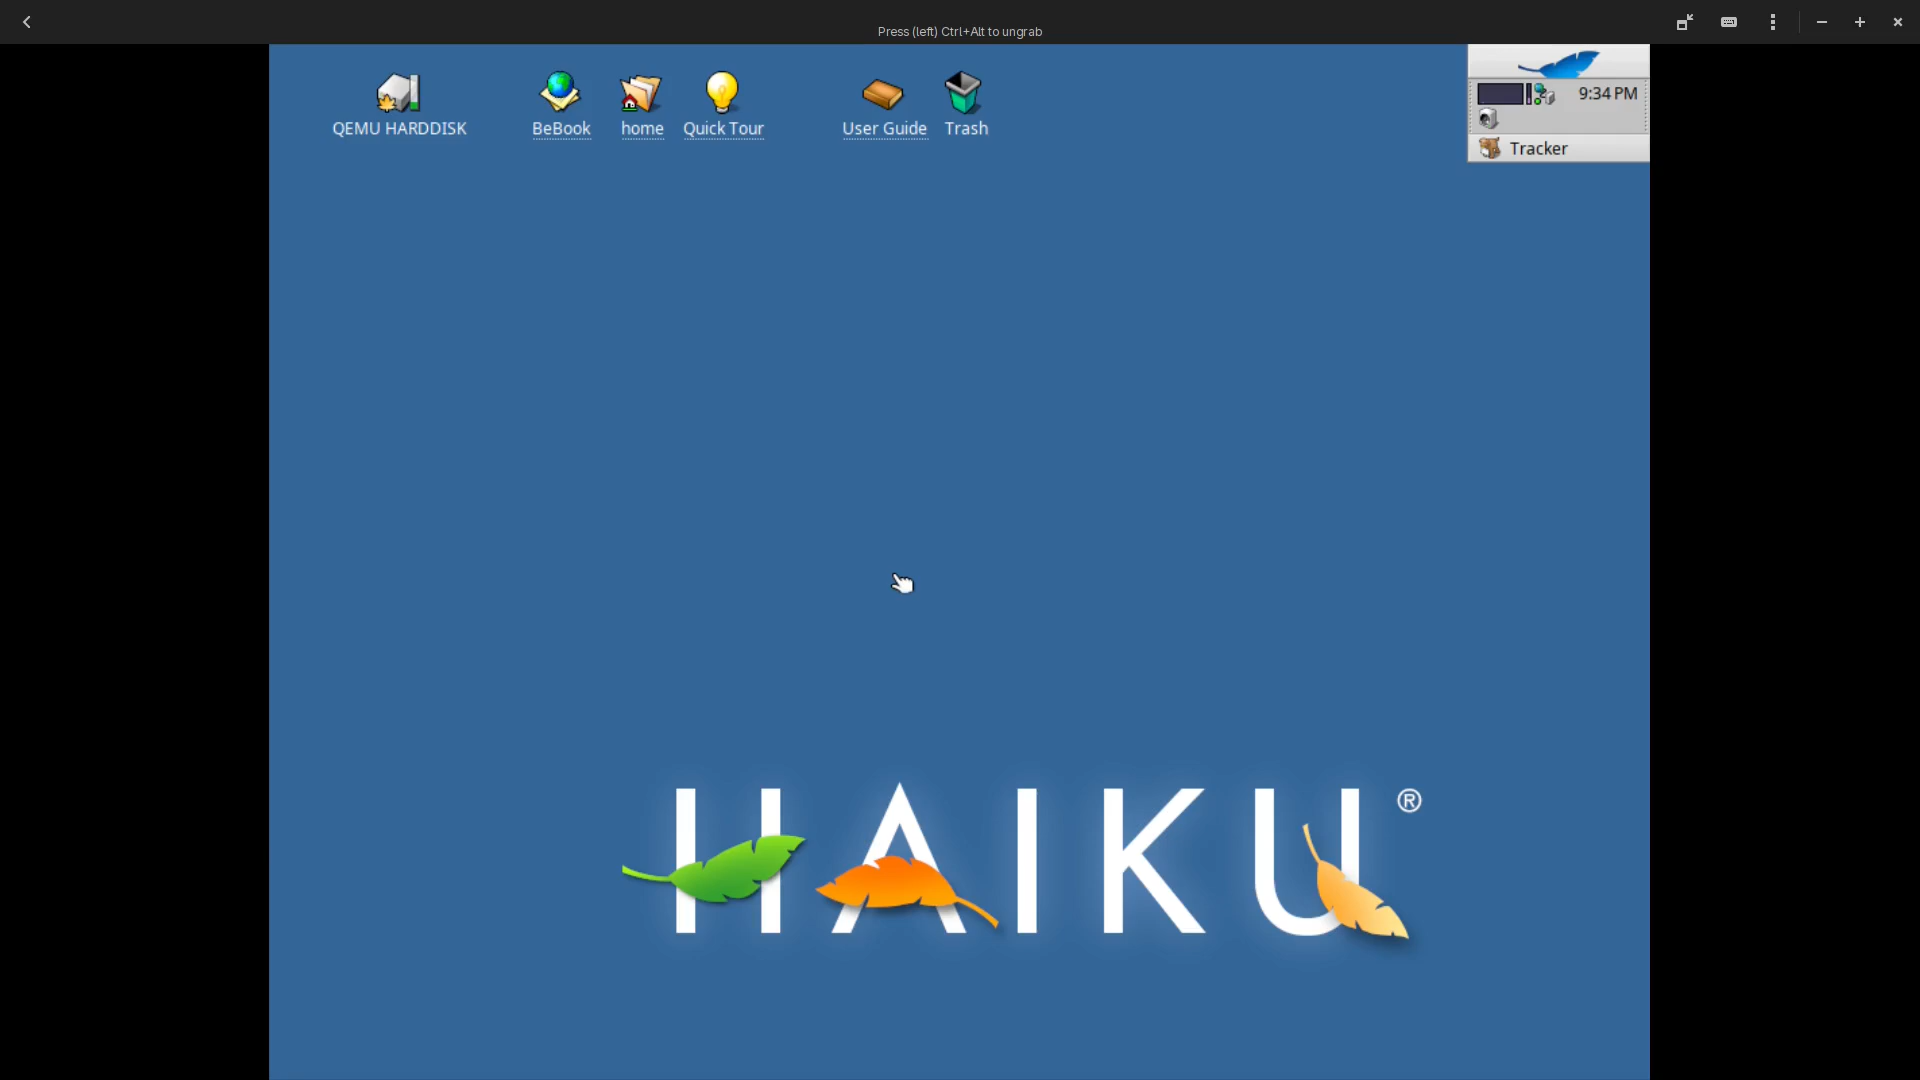 Press (left) Ctrl+Alt to ungrab
QEMU HARDDISK
BeBook
home
Quick Tour
User Guide
Trash
9:34 PM
Tracker
HAIKU®